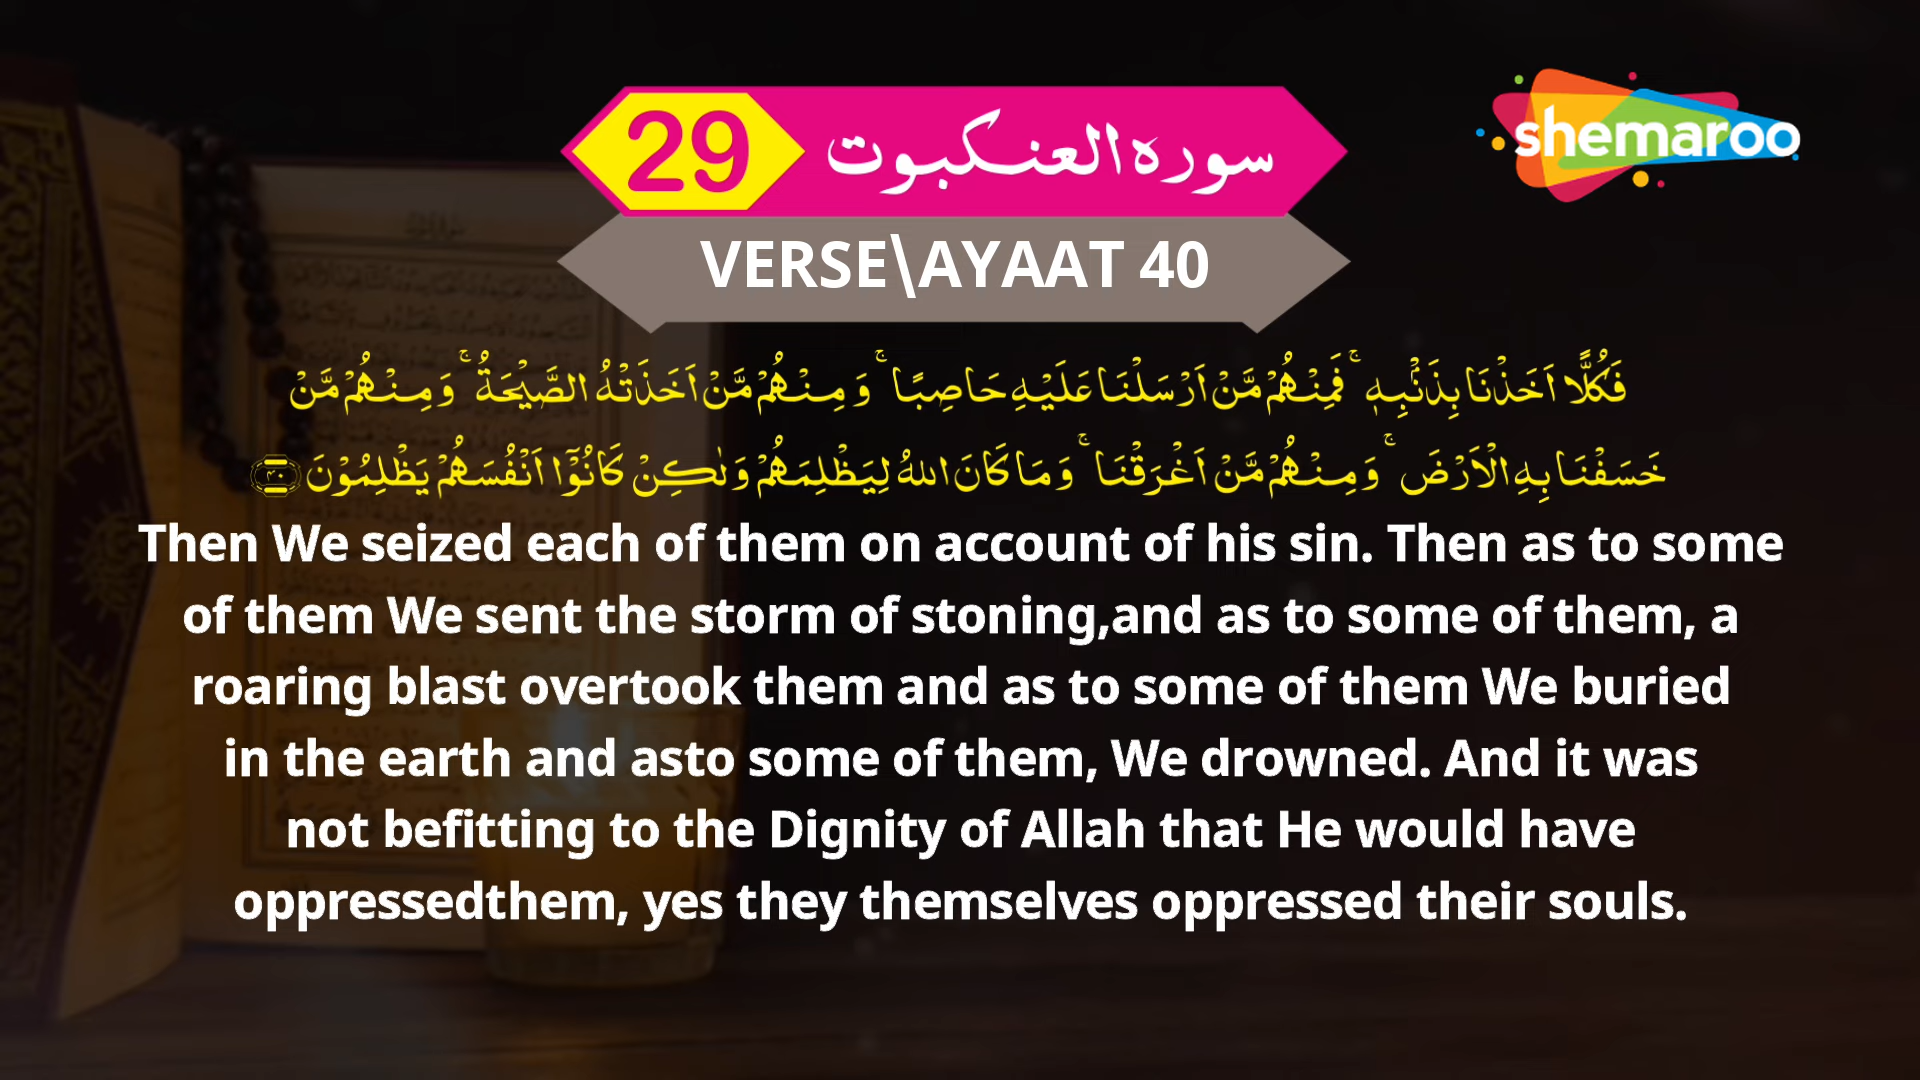 29 سوره العنكبوت
shemaroo
VERSE\AYAAT 40
فَكُلًّا اَخَذْنَا بِذَنْۢبِهٖ ۚ فَمِنْهُمْ مَّنْ اَرْسَلْنَا عَلَيْهِ حَاصِبًا ۚ وَ مِنْهُمْ مَّنْ اَخَذَتْهُ الصَّيْحَةُ ۚ وَ مِنْهُمْ مَّنْ
خَسَفْنَا بِهِ الْاَرْضَ ۚ وَ مِنْهُمْ مَّنْ اَغْرَقْنَا ۚ وَ مَا كَانَ اللهُ لِيَظْلِمَهُمْ وَ لٰكِنْ كَانُوْۤا اَنْفُسَهُمْ يَظْلِمُوْنَ ۝۴۰
Then We seized each of them on account of his sin. Then as to some
of them We sent the storm of stoning,and as to some of them, a
roaring blast overtook them and as to some of them We buried
in the earth and asto some of them, We drowned. And it was
not befitting to the Dignity of Allah that He would have
oppressedthem, yes they themselves oppressed their souls.